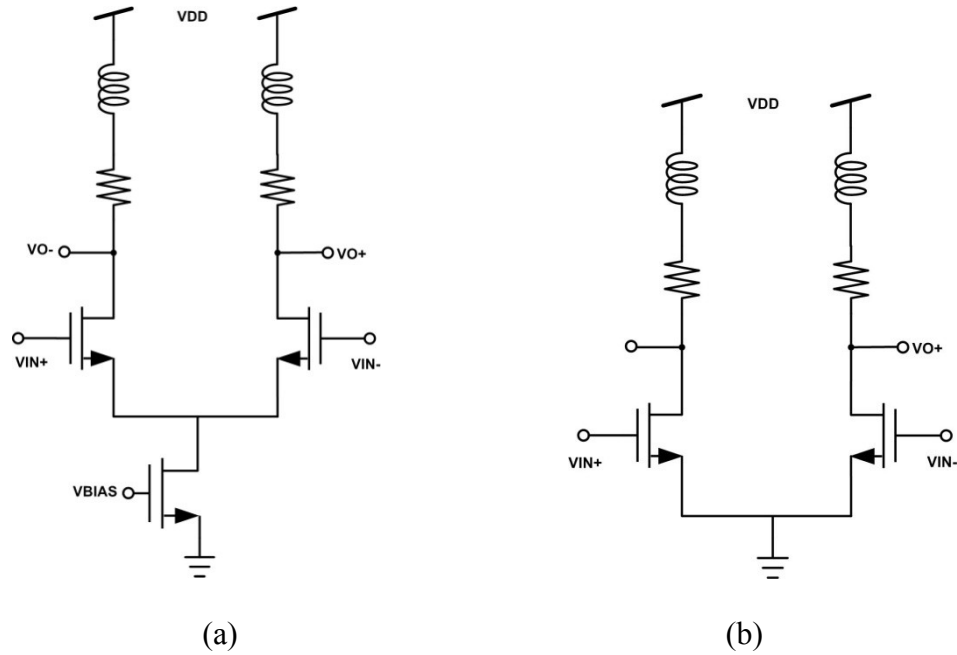 VDD
VO-
VO+
VIN+
VIN-
VBIAS
(a)
VDD
VO+
VIN+
VIN-
(b)